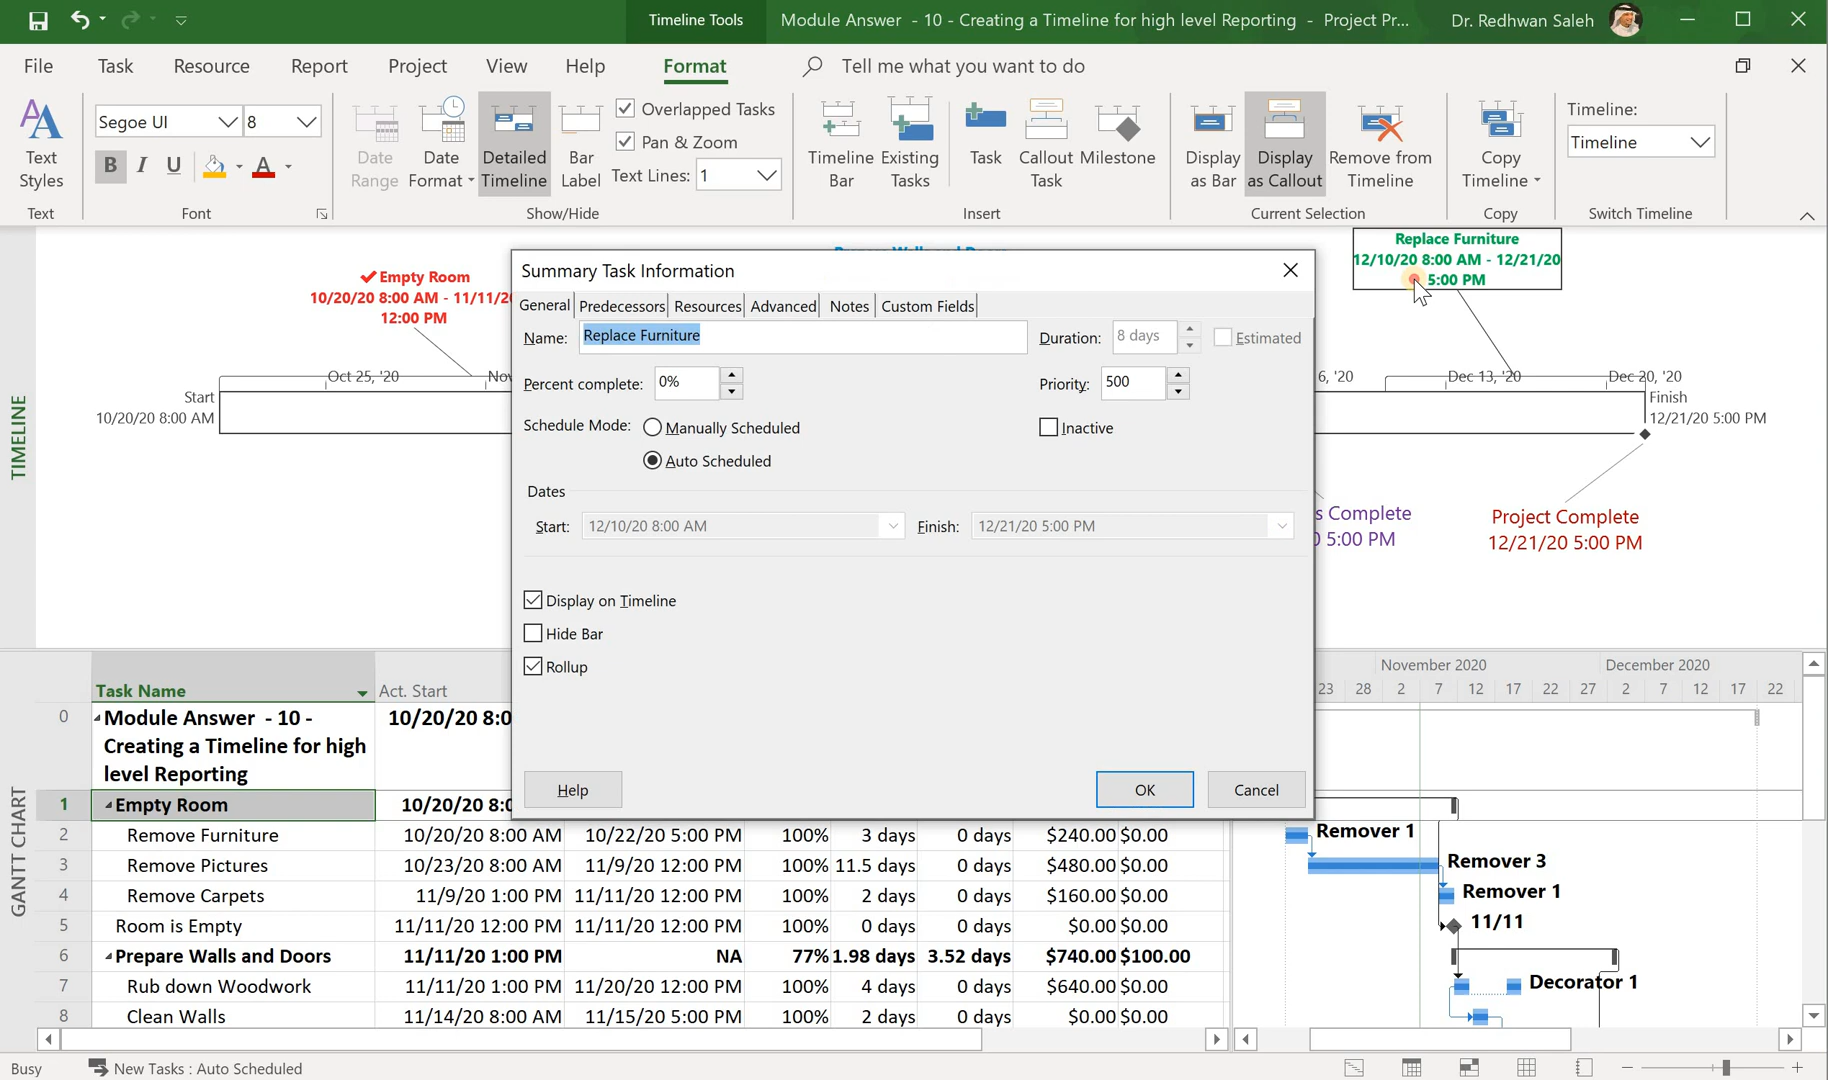 Timeline Tools
Module Answer - 10 - Creating a Timeline for high level Reporting - Project Pr...
Dr. Redhwan Saleh
File Task Resource Report Project View Help Format Tell me what you want to do
Text Styles
Segoe UI 8
B I U A
Date Range
Date Format
Detailed Timeline
Bar Label
Overlapped Tasks
Pan & Zoom
Text Lines: 1
Timeline Bar
Existing Tasks
Task
Callout Task
Milestone
Display as Bar
Display as Callout
Remove from Timeline
Copy Timeline
Timeline:
Timeline
Text Font Show/Hide Insert Current Selection Copy Switch Timeline
TIMELINE
Empty Room
10/20/20 8:00 AM - 11/11/20
12:00 PM
Replace Furniture
12/10/20 8:00 AM - 12/21/20
5:00 PM
Oct 25, '20
6, '20
Dec 13, '20
Dec 20, '20
Start
10/20/20 8:00 AM
Finish
12/21/20 5:00 PM
s Complete
5:00 PM
Project Complete
12/21/20 5:00 PM
Summary Task Information
General Predecessors Resources Advanced Notes Custom Fields
Name: Replace Furniture Duration: 8 days Estimated
Percent complete: 0% Priority: 500
Schedule Mode: Manually Scheduled Inactive
Auto Scheduled
Dates
Start: 12/10/20 8:00 AM Finish: 12/21/20 5:00 PM
Display on Timeline
Hide Bar
Rollup
Help OK Cancel
GANTT CHART
Task Name Act. Start
0 Module Answer - 10 - 10/20/20 8:0
Creating a Timeline for high
level Reporting
1 Empty Room 10/20/20 8:0
2 Remove Furniture 10/20/20 8:00 AM 10/22/20 5:00 PM 100% 3 days 0 days $240.00 $0.00
3 Remove Pictures 10/23/20 8:00 AM 11/9/20 12:00 PM 100% 11.5 days 0 days $480.00 $0.00
4 Remove Carpets 11/9/20 1:00 PM 11/11/20 12:00 PM 100% 2 days 0 days $160.00 $0.00
5 Room is Empty 11/11/20 12:00 PM 11/11/20 12:00 PM 100% 0 days 0 days $0.00 $0.00
6 Prepare Walls and Doors 11/11/20 1:00 PM NA 77% 1.98 days 3.52 days $740.00 $100.00
7 Rub down Woodwork 11/11/20 1:00 PM 11/20/20 12:00 PM 100% 4 days 0 days $640.00 $0.00
8 Clean Walls 11/14/20 8:00 AM 11/15/20 5:00 PM 100% 2 days 0 days $0.00 $0.00
November 2020 December 2020
23 28 2 7 12 17 22 27 2 7 12 17 22
Remover 1
Remover 3
Remover 1
11/11
Decorator 1
Busy New Tasks : Auto Scheduled